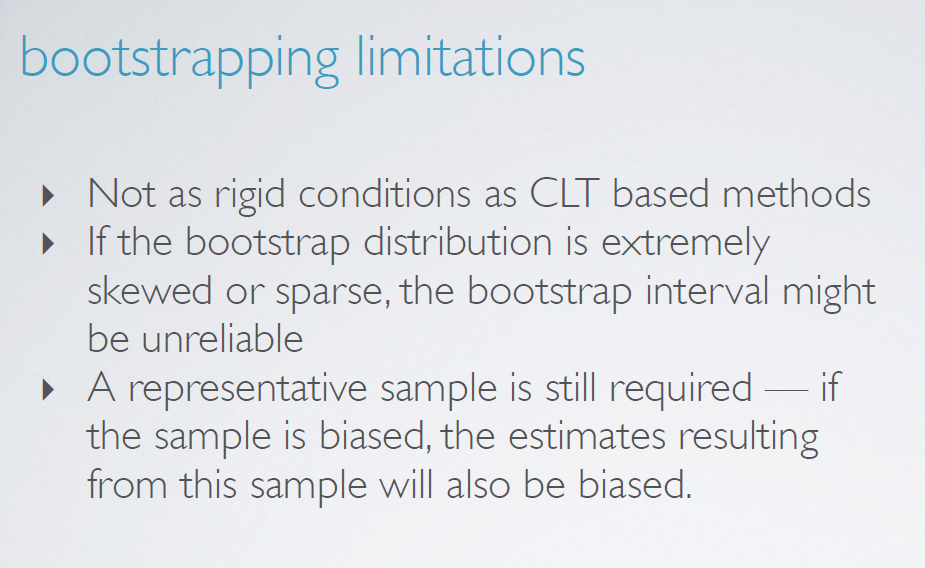 bootstrapping limitations
Not as rigid conditions as CLT based methods
If the bootstrap distribution is extremely
skewed or sparse, the bootstrap interval might
be unreliable
A representative sample is still required — if
the sample is biased, the estimates resulting
from this sample will also be biased.